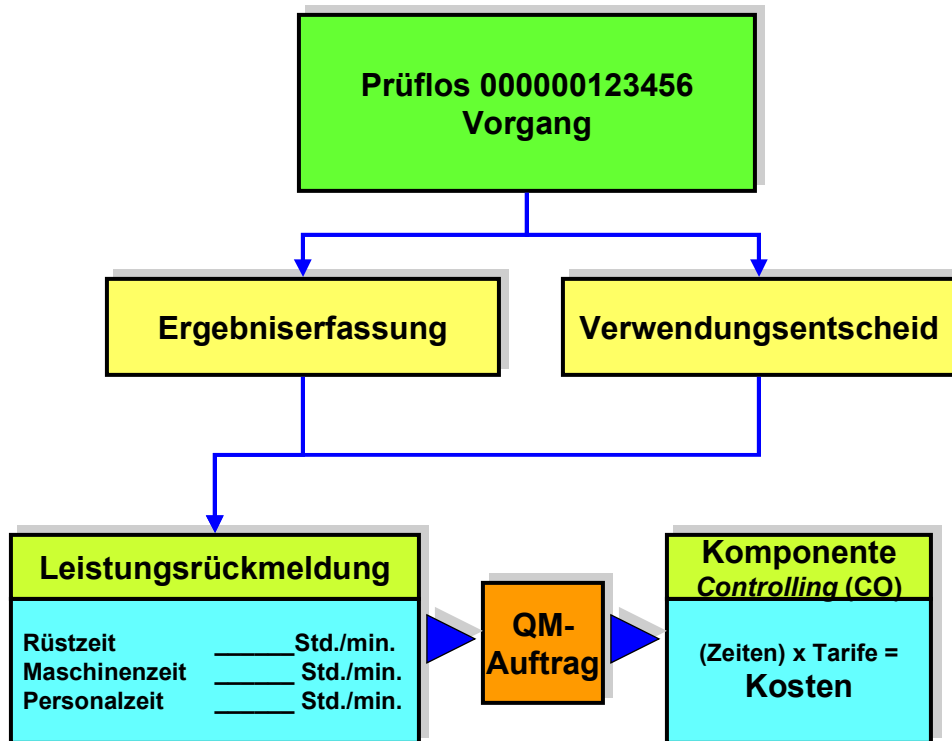 Prüflos 000000123456
Vorgang
Ergebniserfassung
Verwendungsentscheid
Leistungsrückmeldung
Rüstzeit ______Std./min.
Maschinenzeit ______ Std./min.
Personalzeit ______ Std./min.
QM-
Auftrag
Komponente
Controlling (CO)
(Zeiten) x Tarife =
Kosten